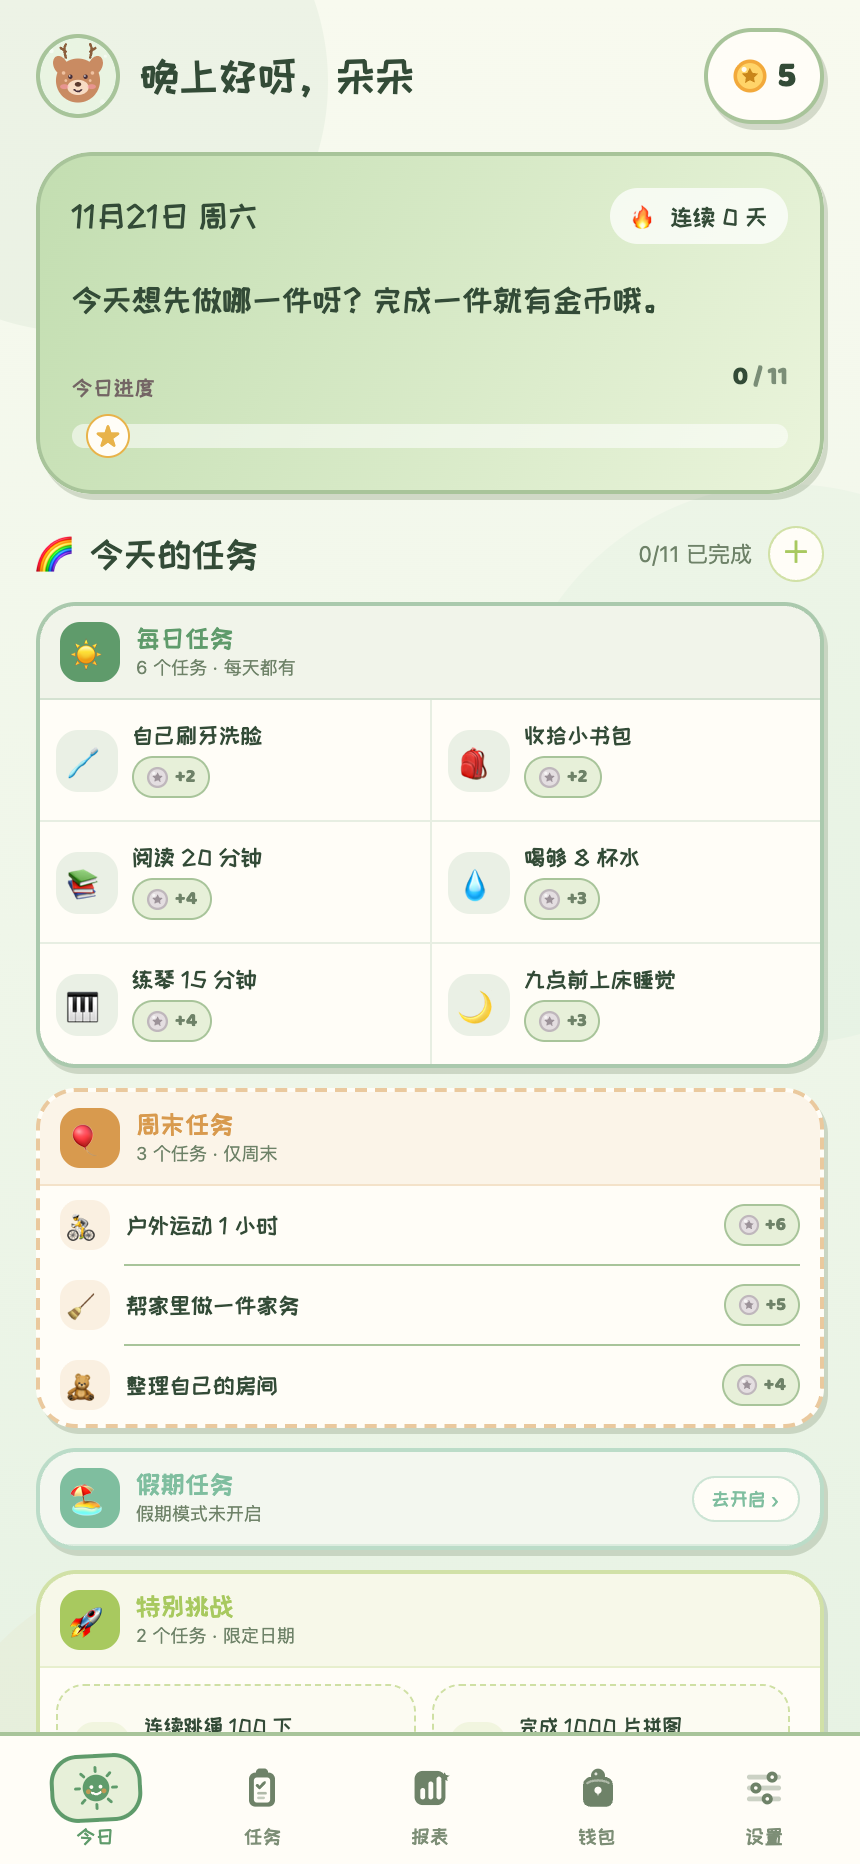 晚上好呀，朵朵
5
11月21日 周六
连续 0 天
今天想先做哪一件呀？完成一件就有金币哦。
今日进度
0/11
今天的任务
0/11 已完成
每日任务
6 个任务 · 每天都有
自己刷牙洗脸
+2
收拾小书包
+2
阅读 20 分钟
+4
喝够 8 杯水
+3
练琴 15 分钟
+4
九点前上床睡觉
+3
周末任务
3 个任务 · 仅周末
户外运动 1 小时
+6
帮家里做一件家务
+5
整理自己的房间
+4
假期任务
假期模式未开启
去开启 ›
特别挑战
2 个任务 · 限定日期
连续跳绳 100 下
完成 1000 片拼图
今日
任务
报表
钱包
设置